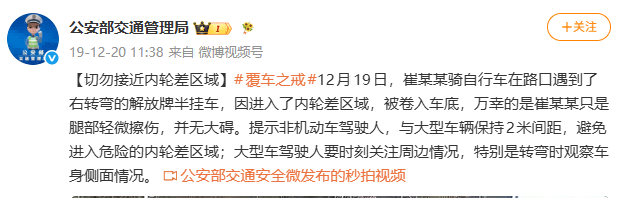 公安部交通管理局
+关注
19-12-20 11:38 来自 微博视频号
【切勿接近内轮差区域】#覆车之戒#12月19日，崔某某骑自行车在路口遇到了
右转弯的解放牌半挂车，因进入了内轮差区域，被卷入车底，万幸的是崔某某只是
腿部轻微擦伤，并无大碍。提示非机动车驾驶人，与大型车辆保持2米间距，避免
进入危险的内轮差区域；大型车驾驶人要时刻关注周边情况，特别是转弯时观察车
身侧面情况。 公安部交通安全微发布的秒拍视频